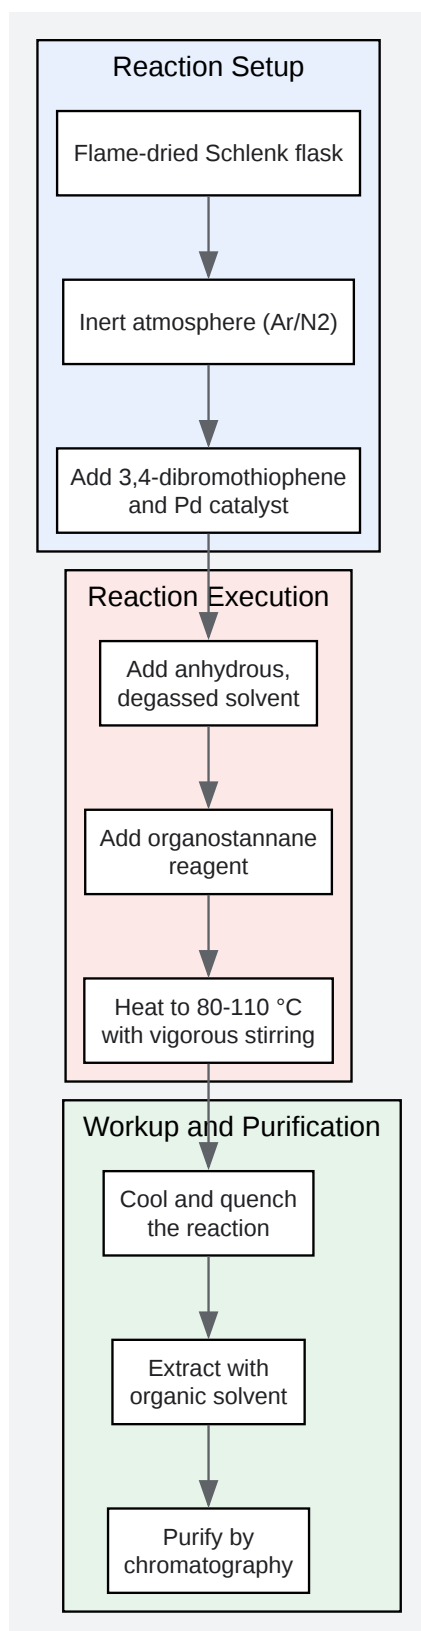 Reaction Setup
Flame-dried Schlenk flask
Inert atmosphere (Ar/N2)
Add 3,4-dibromothiophene
and Pd catalyst
Reaction Execution
Add anhydrous,
degassed solvent
Add organostannane
reagent
Heat to 80-110 °C
with vigorous stirring
Workup and Purification
Cool and quench
the reaction
Extract with
organic solvent
Purify by
chromatography